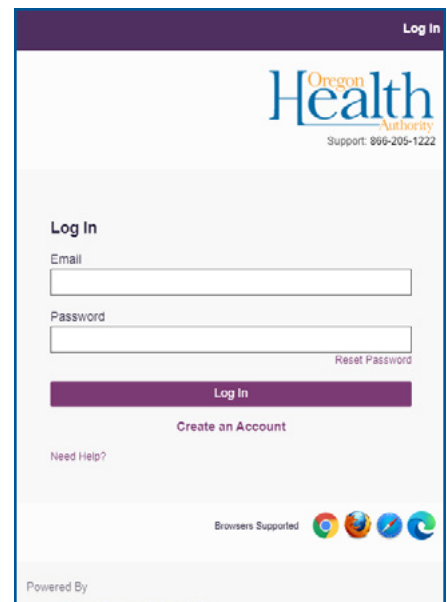 Log In
Oregon
Health
Authority
Support: 866-205-1222
Log In
Email
Password
Reset Password
Log In
Create an Account
Need Help?
Browsers Supported
Powered By